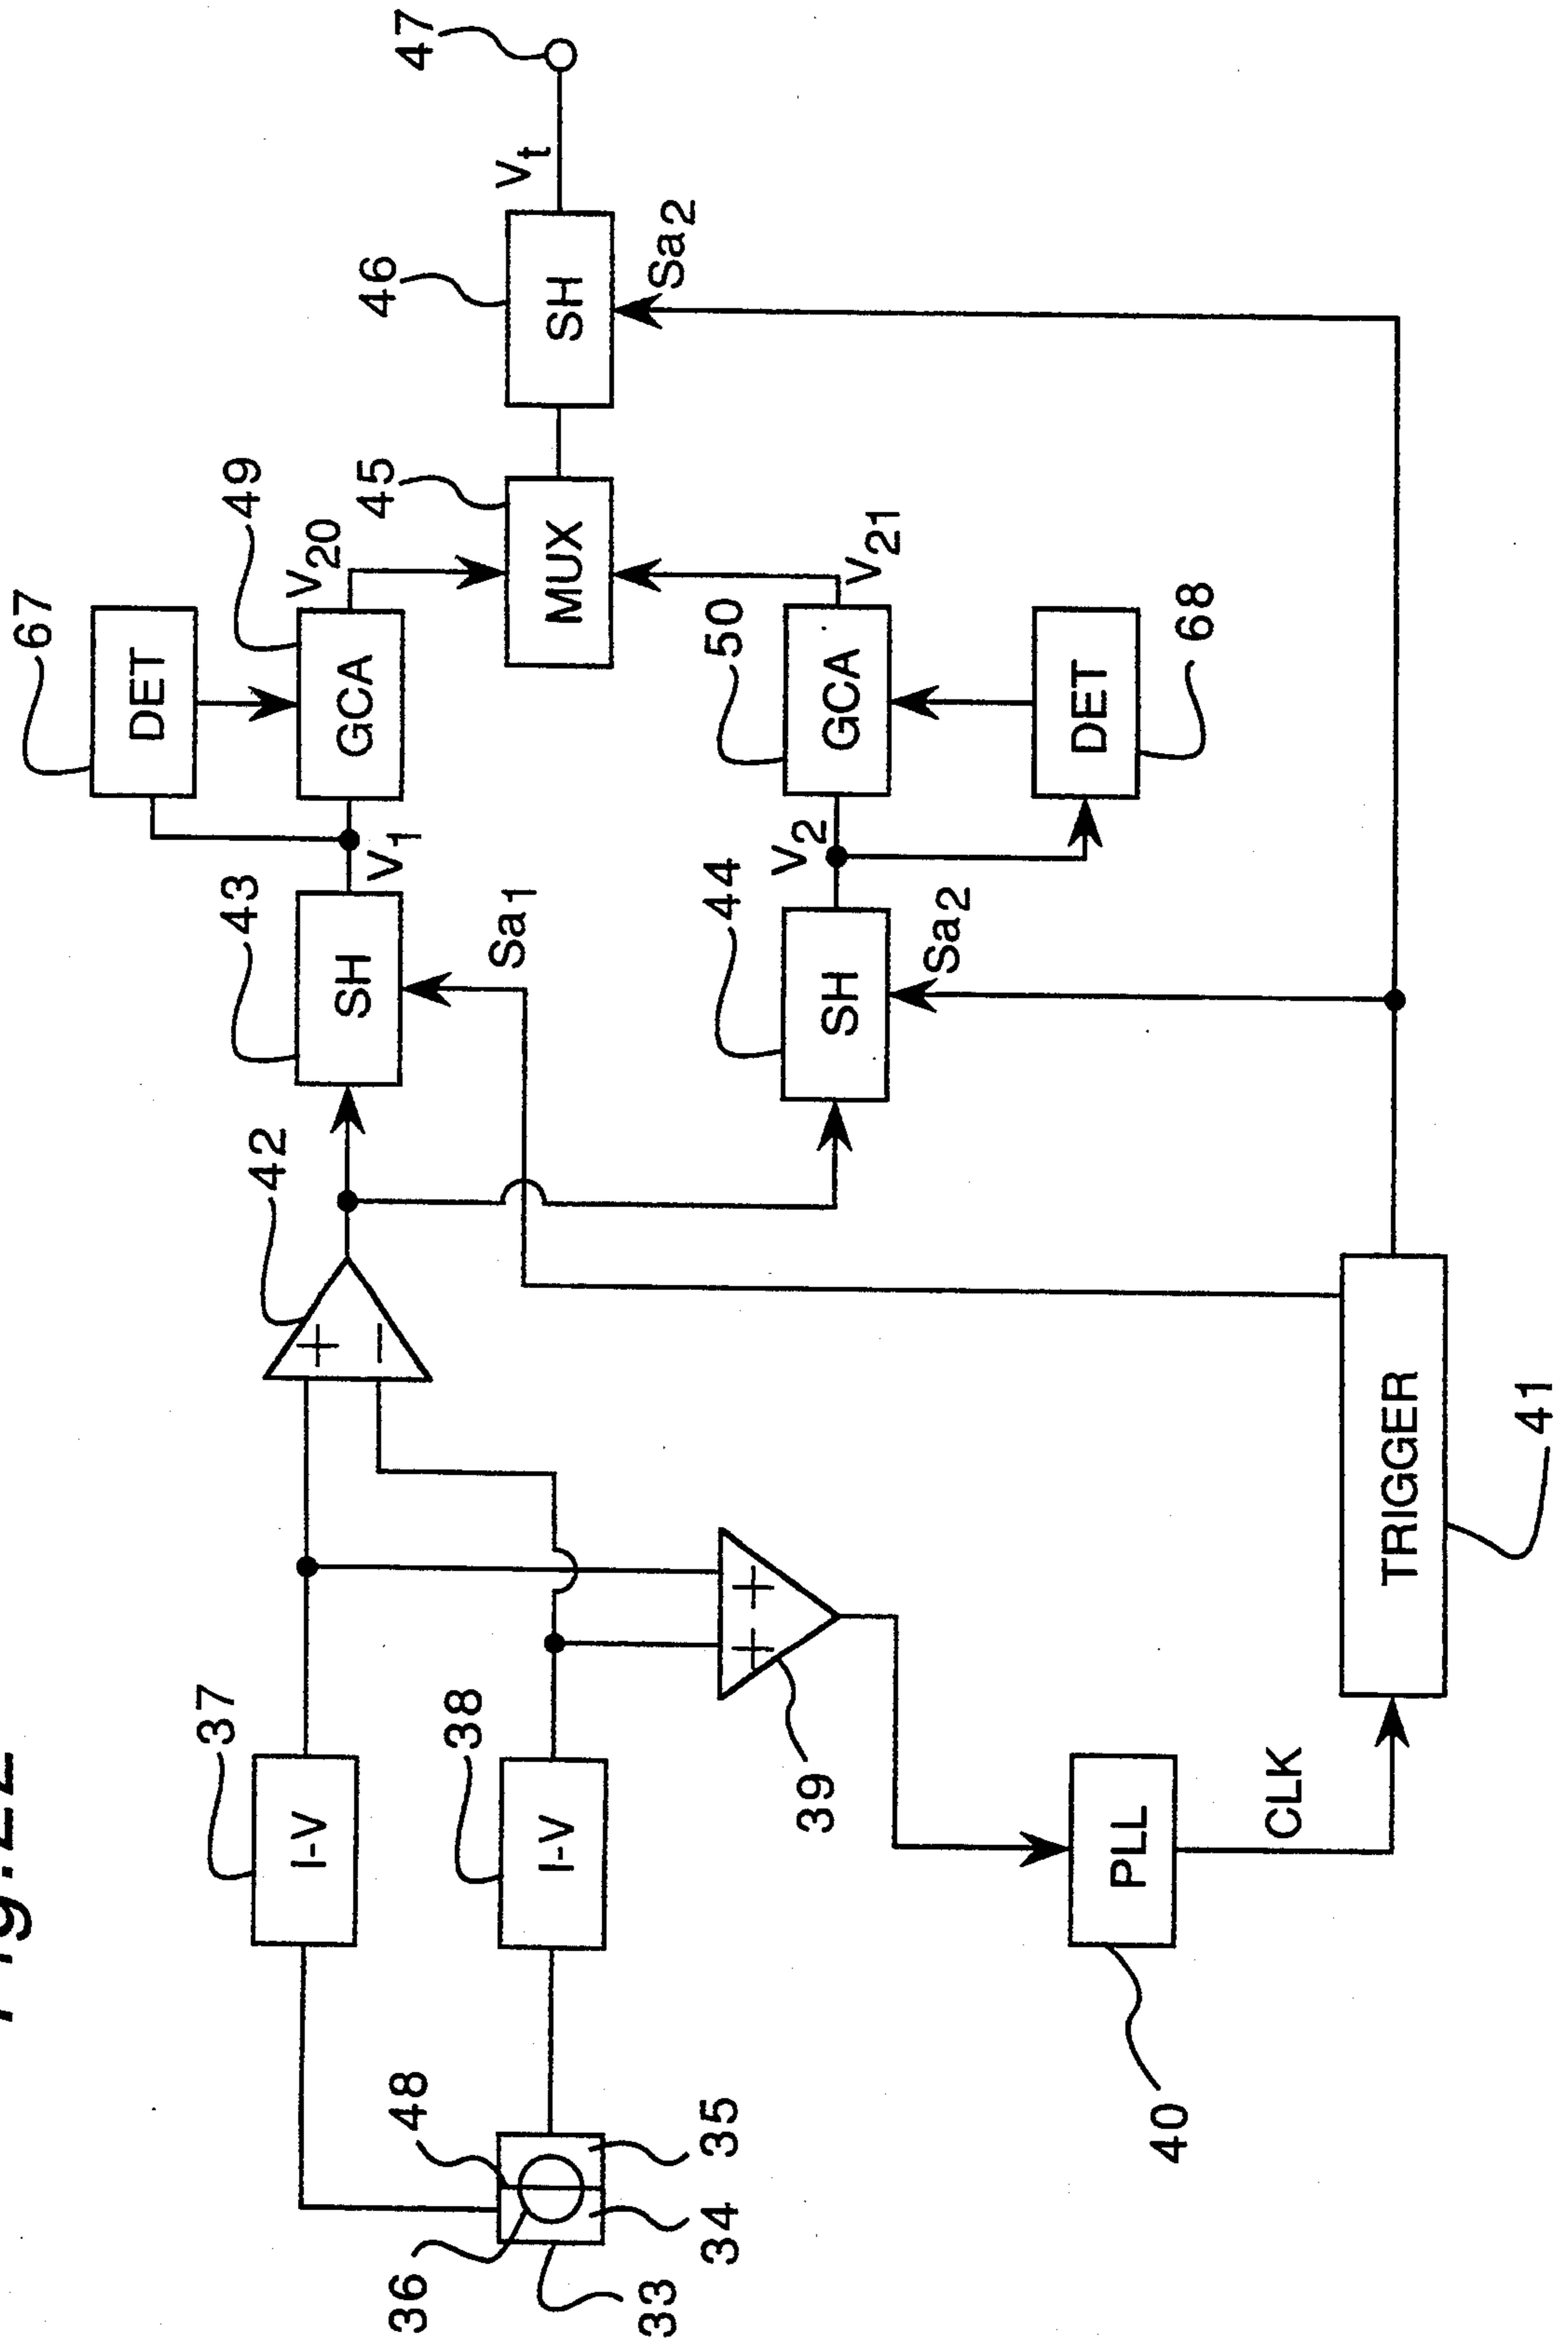 Fig.22
67
DET
37
43
49
42
V20
I-V
SH
V1
GCA
+
−
47
36
48
38
45
46
Sa1
Vt
I-V
MUX
SH
33
34
35
Sa2
44
50
+
+
V2
39
SH
GCA
V21
Sa2
40
PLL
DET
68
CLK
TRIGGER
41